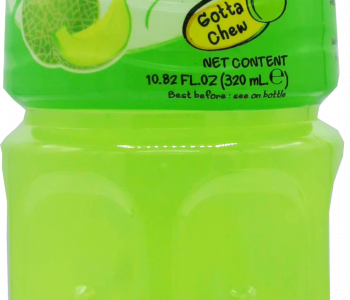 Gotta
Chew
NET CONTENT
10.82 FL.OZ (320 mL.℮)
Best before : see on bottle